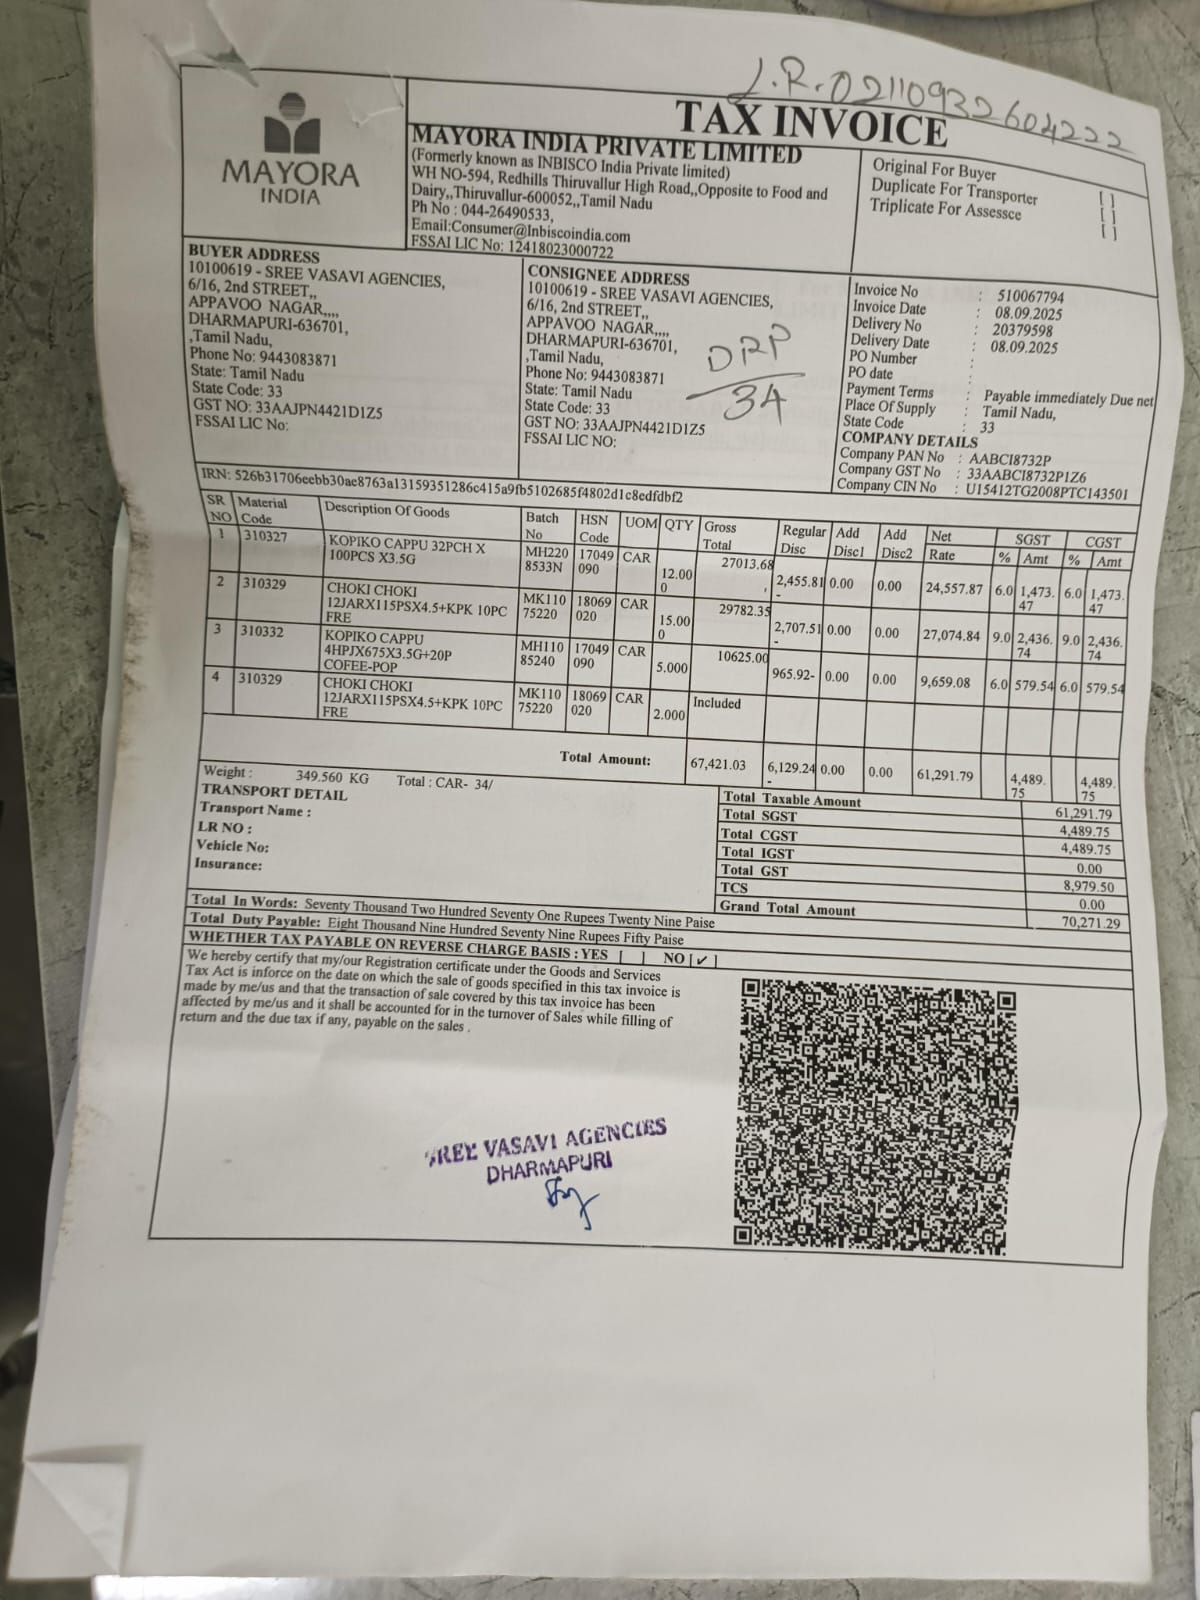 L.R. 02110932604222
TAX INVOICE
MAYORA
INDIA
MAYORA INDIA PRIVATE LIMITED
(Formerly known as INBISCO India Private limited)
WH NO-594, Redhills Thiruvallur High Road,,Opposite to Food and
Dairy,,Thiruvallur-600052,,Tamil Nadu
Ph No : 044-26490533,
Email:Consumer@Inbiscoindia.com
FSSAI LIC No: 12418023000722
Original For Buyer [ ]
Duplicate For Transporter [ ]
Triplicate For Assessce [ ]
BUYER ADDRESS
10100619 - SREE VASAVI AGENCIES,
6/16, 2nd STREET,,
APPAVOO NAGAR,,,,
DHARMAPURI-636701,
,Tamil Nadu,
Phone No: 9443083871
State: Tamil Nadu
State Code: 33
GST NO: 33AAJPN4421D1Z5
FSSAI LIC No:
CONSIGNEE ADDRESS
10100619 - SREE VASAVI AGENCIES,
6/16, 2nd STREET,,
APPAVOO NAGAR,,,,
DHARMAPURI-636701,
,Tamil Nadu,
Phone No: 9443083871
State: Tamil Nadu
State Code: 33
GST NO: 33AAJPN4421D1Z5
FSSAI LIC NO:
DRP
34
Invoice No : 510067794
Invoice Date : 08.09.2025
Delivery No : 20379598
Delivery Date : 08.09.2025
PO Number :
PO date :
Payment Terms : Payable immediately Due net
Place Of Supply : Tamil Nadu,
State Code : 33
COMPANY DETAILS
Company PAN No : AABCI8732P
Company GST No : 33AABCI8732P1Z6
Company CIN No : U15412TG2008PTC143501
IRN: 526b31706eebb30ae8763a13159351286c415a9fb5102685f4802d1c8edfdbf2
SR NO Material Code Description Of Goods Batch No HSN Code UOM QTY Gross Total Regular Disc Add Disc1 Add Disc2 Net Rate SGST % Amt CGST % Amt
1 310327 KOPIKO CAPPU 32PCH X 100PCS X3.5G MH220 8533N 17049 090 CAR 12.00 0 27013.68 2,455.81 - 0.00 0.00 24,557.87 6.0 1,473. 47 6.0 1,473. 47
2 310329 CHOKI CHOKI 12JARX115PSX4.5+KPK 10PC FRE MK110 75220 18069 020 CAR 15.00 0 29782.35 2,707.51 - 0.00 0.00 27,074.84 9.0 2,436. 74 9.0 2,436. 74
3 310332 KOPIKO CAPPU 4HPJX675X3.5G+20P COFEE-POP MH110 85240 17049 090 CAR 5.000 10625.00 965.92- 0.00 0.00 9,659.08 6.0 579.54 6.0 579.54
4 310329 CHOKI CHOKI 12JARX115PSX4.5+KPK 10PC FRE MK110 75220 18069 020 CAR 2.000 Included
Total Amount: 67,421.03 6,129.24 - 0.00 0.00 61,291.79 4,489. 75 4,489. 75
Weight : 349.560 KG Total : CAR- 34/
TRANSPORT DETAIL
Transport Name :
LR NO :
Vehicle No:
Insurance:
Total Taxable Amount 61,291.79
Total SGST 4,489.75
Total CGST 4,489.75
Total IGST 0.00
Total GST 8,979.50
TCS 0.00
Grand Total Amount 70,271.29
Total In Words: Seventy Thousand Two Hundred Seventy One Rupees Twenty Nine Paise
Total Duty Payable: Eight Thousand Nine Hundred Seventy Nine Rupees Fifty Paise
WHETHER TAX PAYABLE ON REVERSE CHARGE BASIS : YES [ ] NO [✓]
We hereby certify that my/our Registration certificate under the Goods and Services
Tax Act is inforce on the date on which the sale of goods specified in this tax invoice is
made by me/us and that the transaction of sale covered by this tax invoice has been
affected by me/us and it shall be accounted for in the turnover of Sales while filling of
return and the due tax if any, payable on the sales .
SREE VASAVI AGENCIES
DHARMAPURI